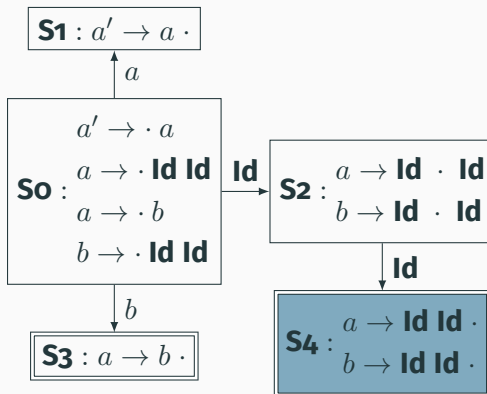 S1 : a′ → a ·
a
S0 :
a′ → · a
a → · Id Id
a → · b
b → · Id Id
Id
S2 :
a → Id · Id
b → Id · Id
Id
b
S3 : a → b ·
S4 :
a → Id Id ·
b → Id Id ·